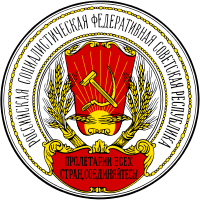 РОССИЙСКАЯ СОЦИАЛИСТИЧЕСКАЯ ФЕДЕРАТИВНАЯ СОВЕТСКАЯ РЕСПУБЛИКА
ПРОЛЕТАРИИ ВСЕХ
СТРАН, СОЕДИНЯЙТЕСЬ!